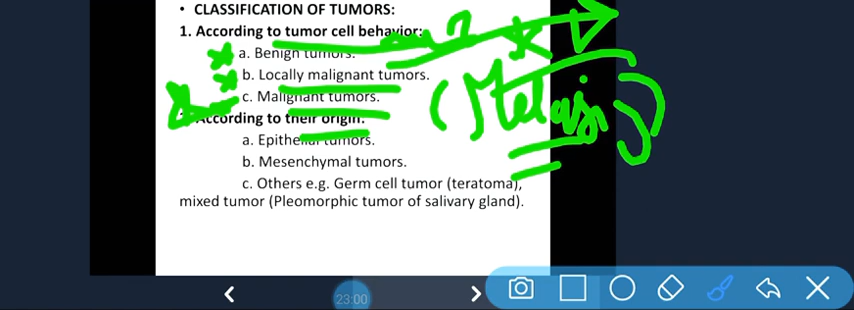 • CLASSIFICATION OF TUMORS:
1. According to tumor cell behavior:
a. Benign tumors.
b. Locally malignant tumors.
c. Malignant tumors.
According to their origin:
a. Epithelial tumors.
b. Mesenchymal tumors.
c. Others e.g. Germ cell tumor (teratoma),
mixed tumor (Pleomorphic tumor of salivary gland).
23:00